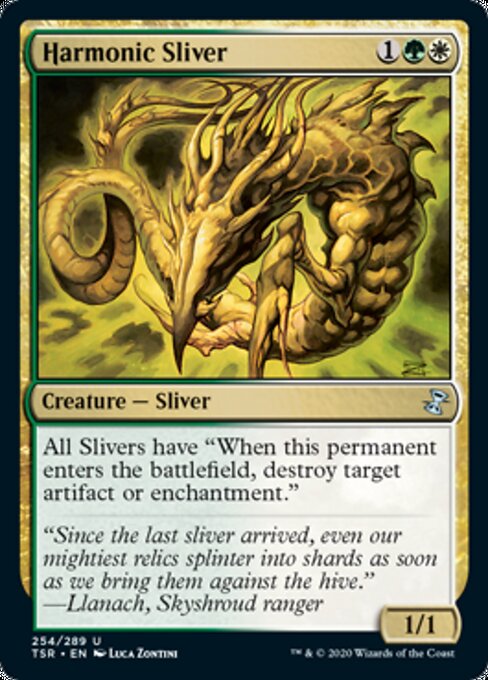 Harmonic Sliver 1
Creature — Sliver
All Slivers have “When this permanent
enters the battlefield, destroy target
artifact or enchantment.”
“Since the last sliver arrived, even our
mightiest relics splinter into shards as soon
as we bring them against the hive.”
—Llanach, Skyshroud ranger
1/1
254/289 U
TSR • EN Luca Zontini
™ & © 2020 Wizards of the Coast